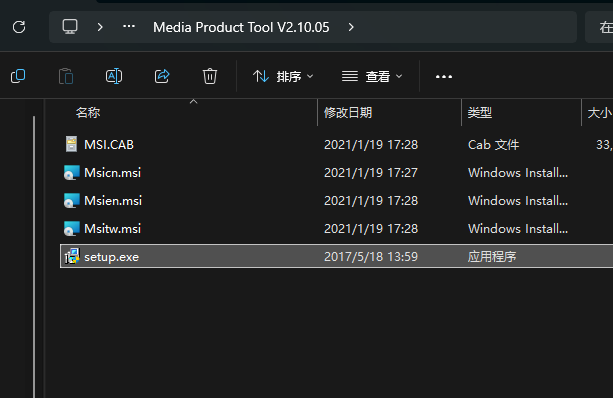 Media Product Tool V2.10.05
在
排序
查看
名称
修改日期
类型
大小
MSI.CAB 2021/1/19 17:28 Cab 文件 33,
Msicn.msi 2021/1/19 17:27 Windows Install...
Msien.msi 2021/1/19 17:28 Windows Install...
Msitw.msi 2021/1/19 17:28 Windows Install...
setup.exe 2017/5/18 13:59 应用程序